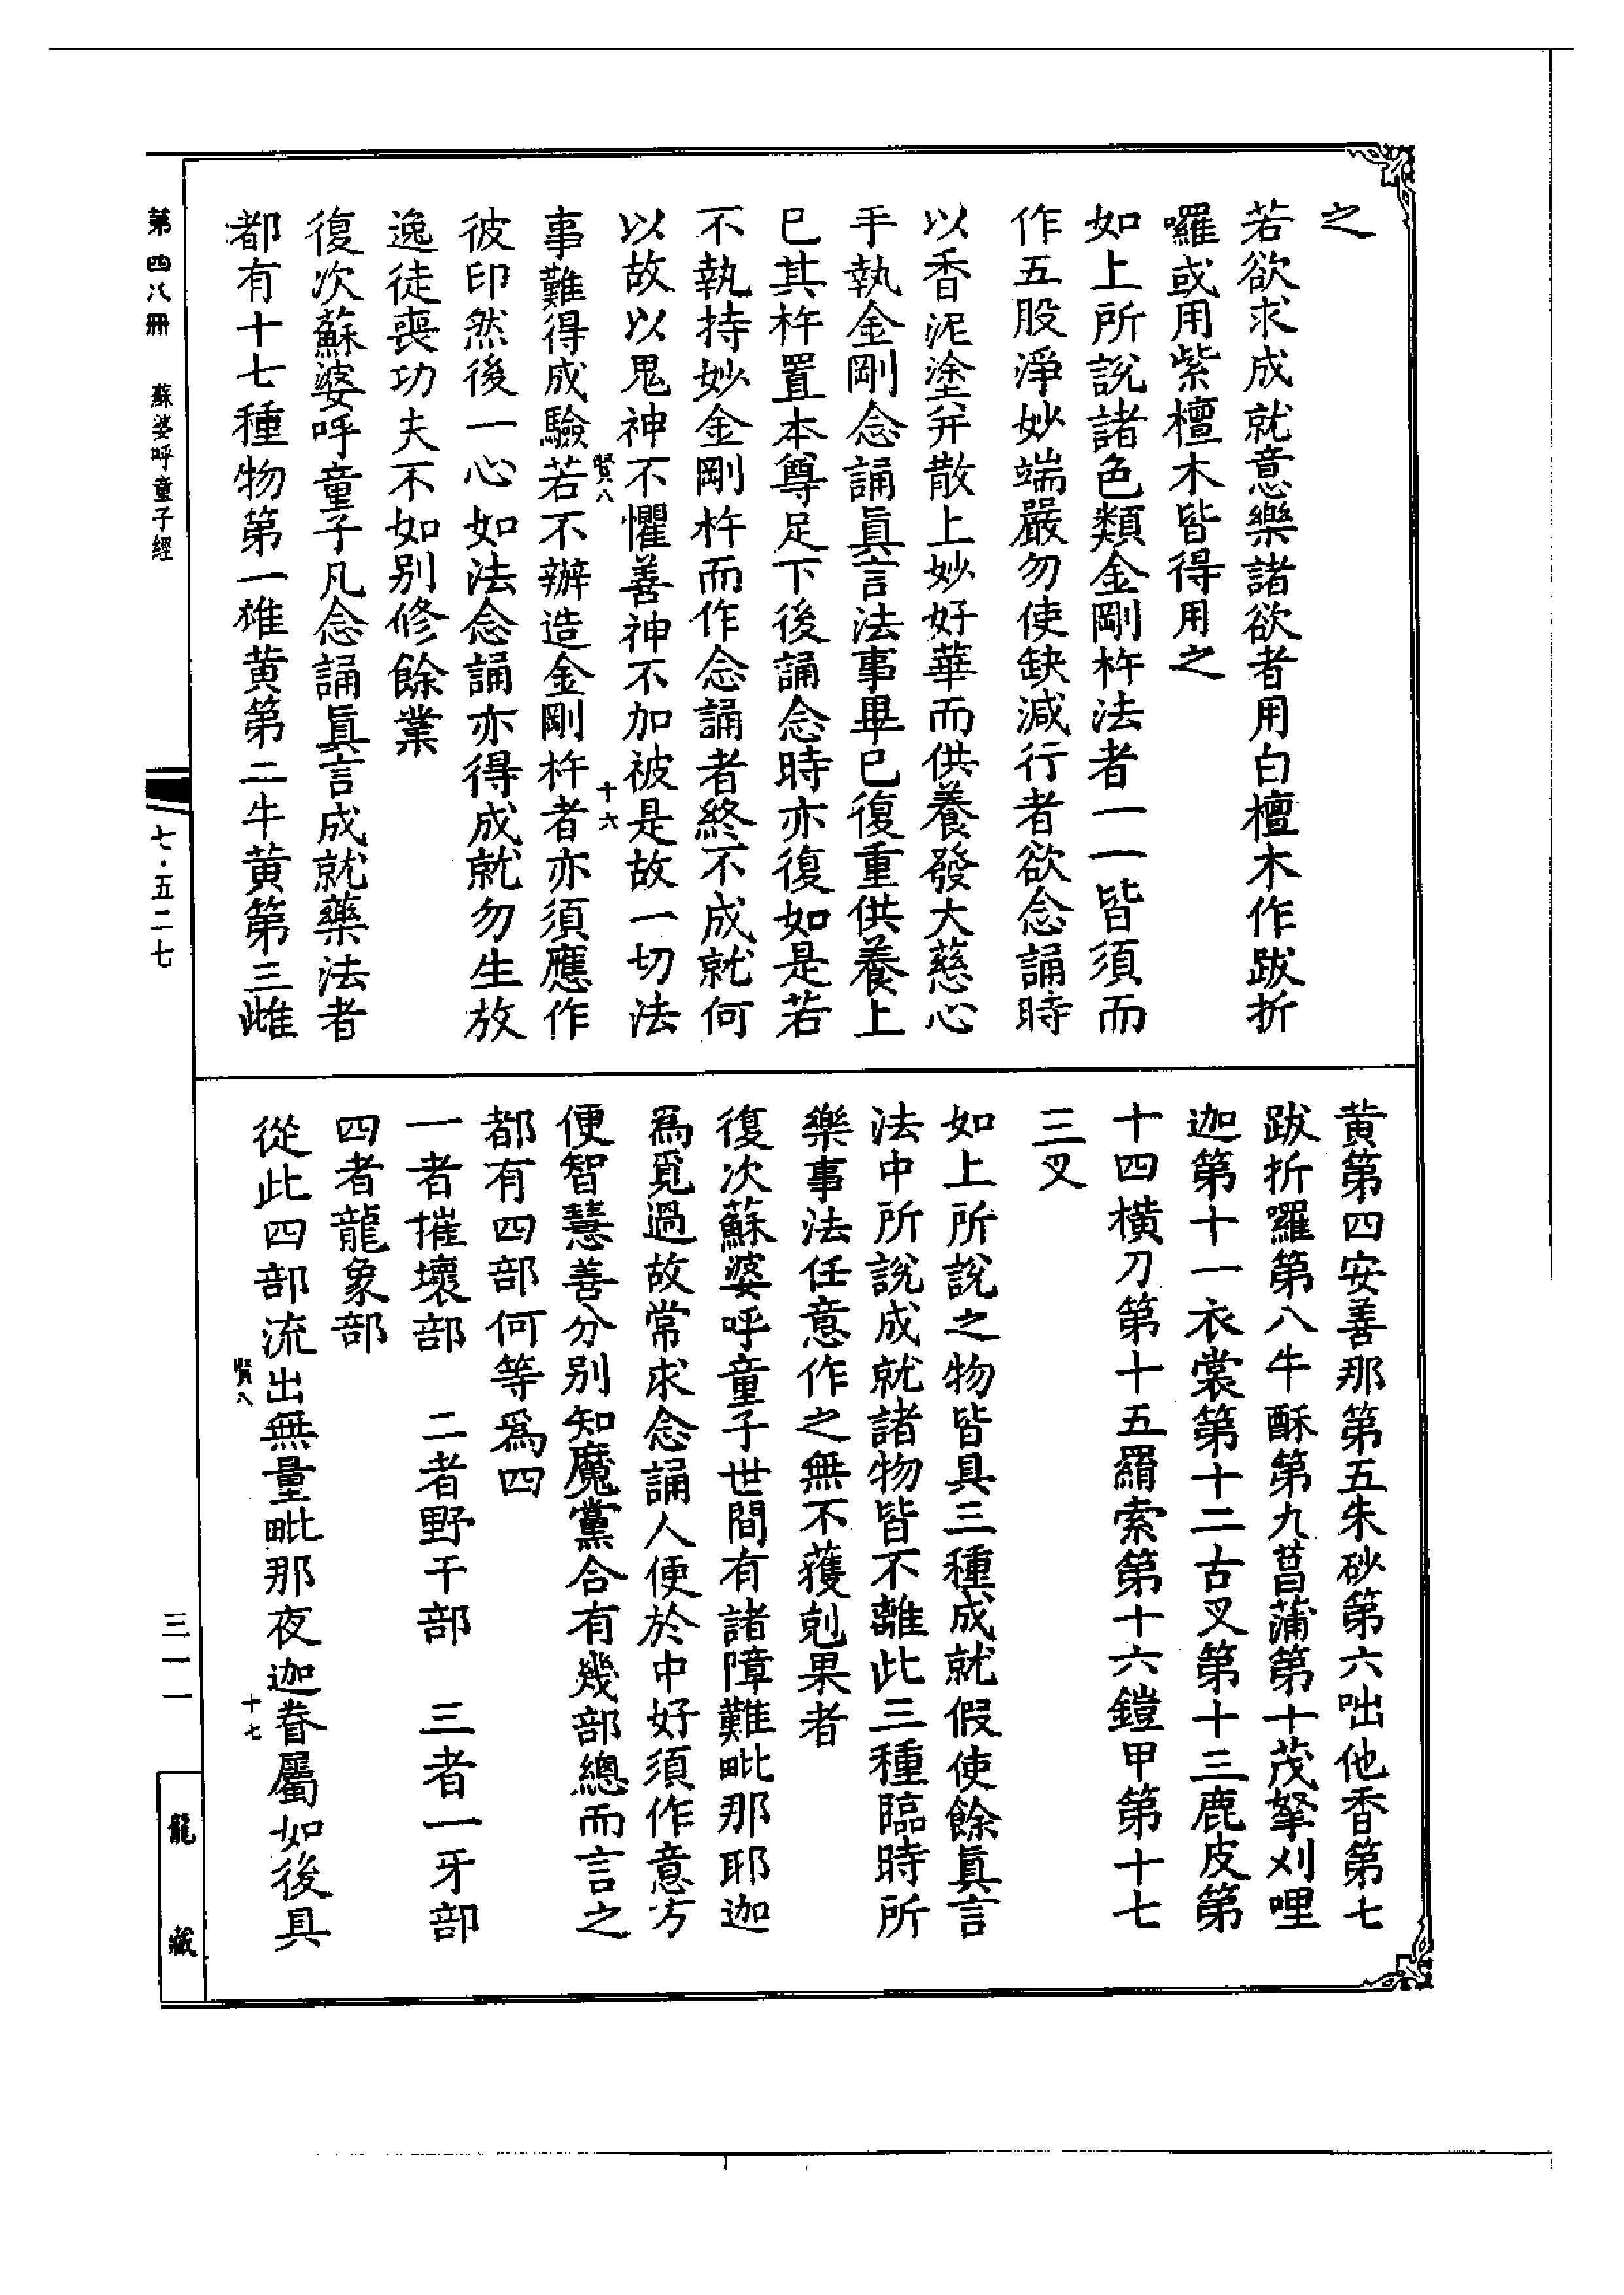 之
若欲求成就意樂諸欲者用白檀木作跋折
囉或用紫檀木皆得用之
如上所説諸色類金剛杵法者一一皆須而
作五股淨妙端嚴勿使缺減行者欲念誦時
以香泥塗并散上妙好華而供養發大慈心
手執金剛念誦眞言法事畢已復重供養上
已其杵置本尊足下後誦念時亦復如是若
不執持妙金剛杵而作念誦者終不成就何
以故以鬼神不懼善神不加被是故一切法
賢八 十六
事難得成驗若不辦造金剛杵者亦須應作
彼印然後一心如法念誦亦得成就勿生放
逸徒喪功夫不如别修餘業
復次蘇婆呼童子凡念誦眞言成就藥法者
都有十七種物第一雄黄第二牛黄第三雌
黄第四安善那第五朱砂第六咄他香第七
跋折囉第八牛酥第九菖蒲第十茂拏刈哩
迦第十一衣裳第十二古叉第十三鹿皮第
十四横刀第十五羂索第十六鎧甲第十七
三叉
如上所説之物皆具三種成就假使餘眞言
法中所説成就諸物皆不離此三種臨時所
樂事法任意作之無不獲剋果者
復次蘇婆呼童子世間有諸障難毗那耶迦
爲覓過故常求念誦人便於中好須作意方
便智慧善分别知魔黨合有幾部總而言之
都有四部何等爲四
一者摧壞部 二者野干部 三者一牙部
四者龍象部
從此四部流出無量毗那夜迦眷屬如後具
賢八 十七
第四八冊 蘇婆呼童子經
七·五二七
三一一
龍藏